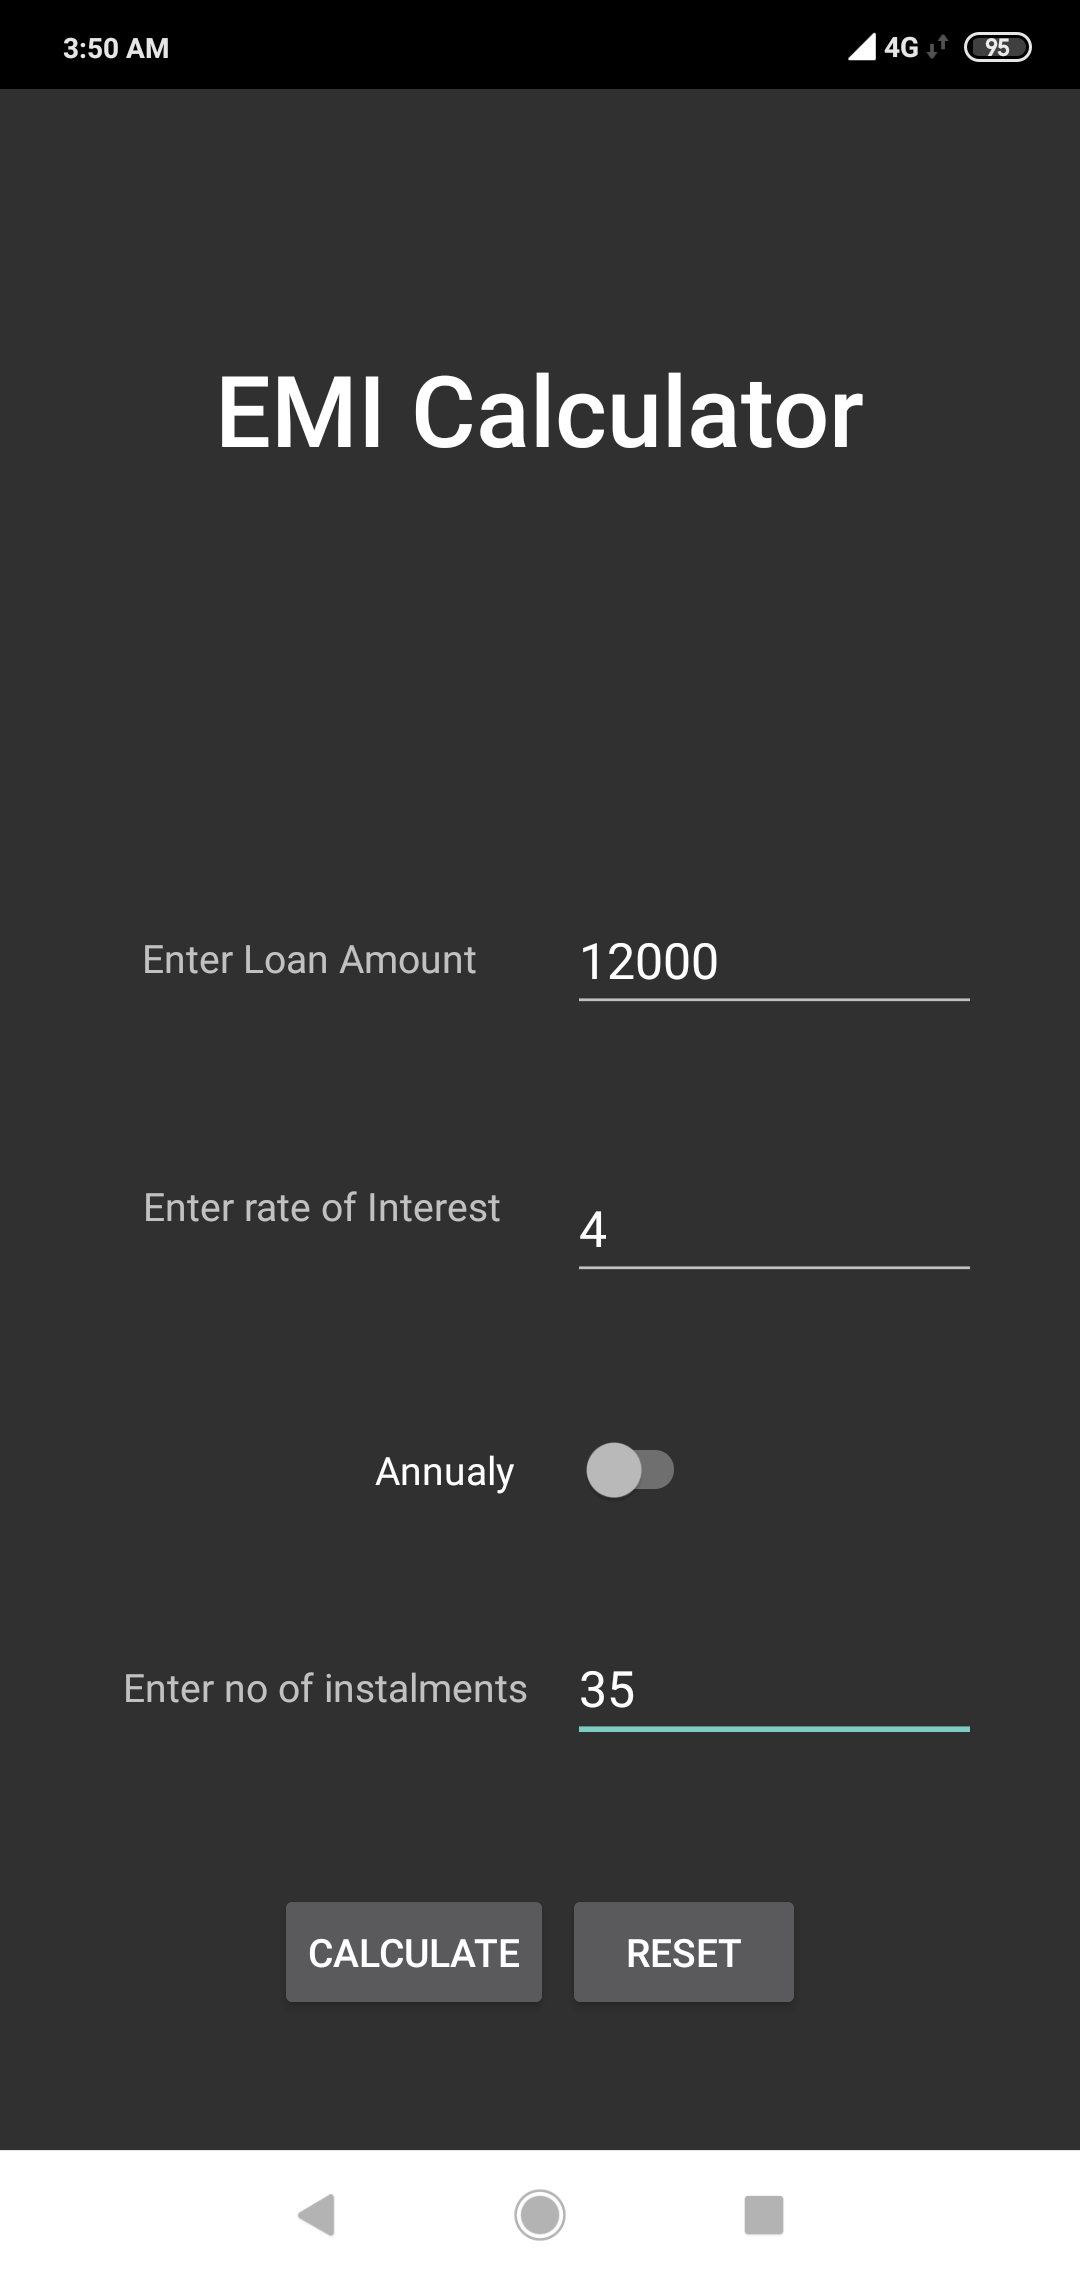 3:50 AM 4G 95
EMI Calculator
Enter Loan Amount 12000
Enter rate of Interest 4
Annualy
Enter no of instalments 35
CALCULATE RESET